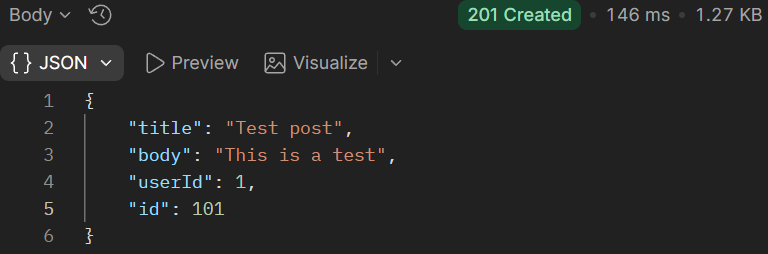 Body 201 Created • 146 ms • 1.27 KB
{} JSON Preview Visualize
1 {
2 "title": "Test post",
3 "body": "This is a test",
4 "userId": 1,
5 "id": 101
6 }